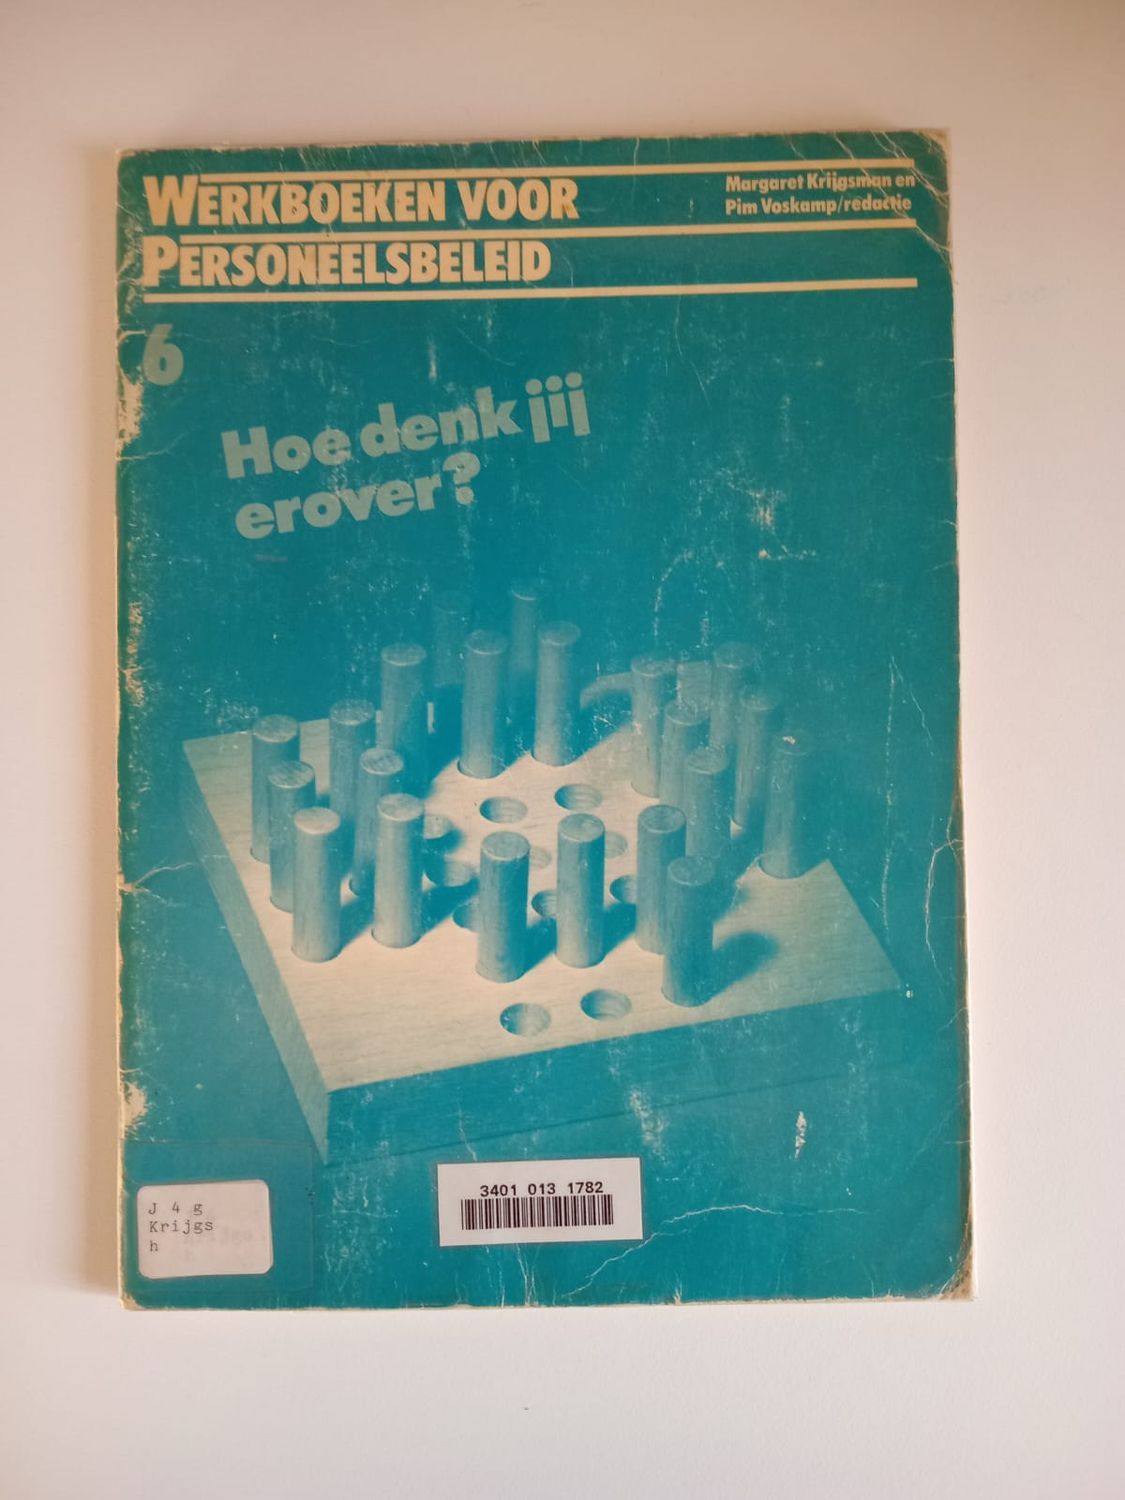 WERKBOEKEN VOOR
PERSONEELSBELEID
Margaret Krijgsman en
Pim Voskamp/redactie
6
Hoe denk jij
erover?
3401 013 1782
J 4 g
Krijgs
h